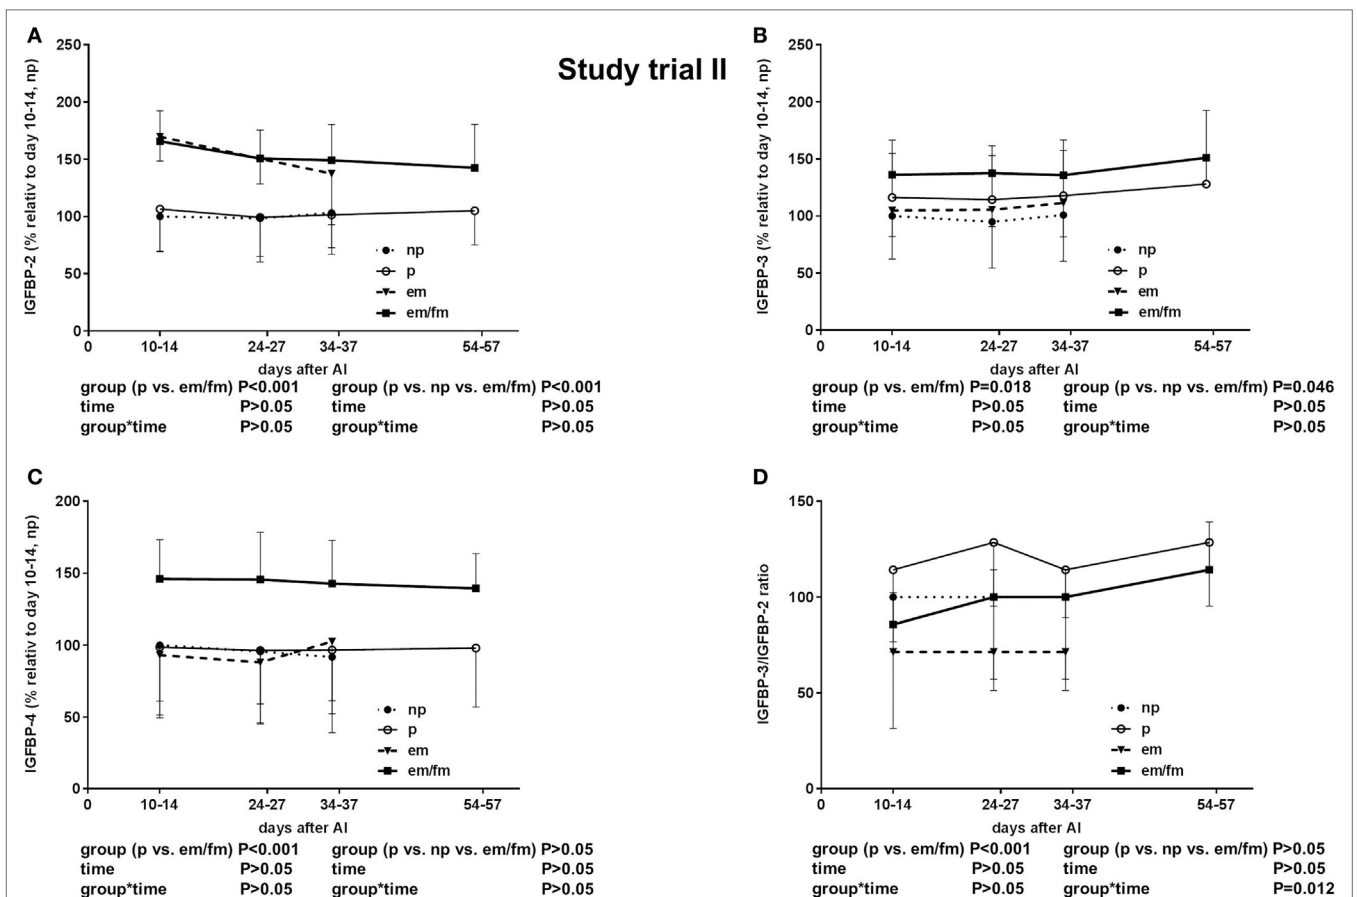 A
B
Study trial II
IGFBP-2 (% relativ to day 10-14, np)
250
200
150
100
50
0
np
p
em
em/fm
0 10-14 24-27 34-37 54-57
days after AI
group (p vs. em/fm) P<0.001 group (p vs. np vs. em/fm) P<0.001
time P>0.05 time P>0.05
group*time P>0.05 group*time P>0.05
IGFBP-3 (% relativ to day 10-14, np)
250
200
150
100
50
0
np
p
em
em/fm
0 10-14 24-27 34-37 54-57
days after AI
group (p vs. em/fm) P=0.018 group (p vs. np vs. em/fm) P=0.046
time P>0.05 time P>0.05
group*time P>0.05 group*time P>0.05
C
IGFBP-4 (% relativ to day 10-14, np)
200
150
100
50
0
np
p
em
em/fm
0 10-14 24-27 34-37 54-57
days after AI
group (p vs. em/fm) P<0.001 group (p vs. np vs. em/fm) P>0.05
time P>0.05 time P>0.05
group*time P>0.05 group*time P>0.05
D
IGFBP-3/IGFBP-2 ratio
150
100
50
0
np
p
em
em/fm
0 10-14 24-27 34-37 54-57
days after AI
group (p vs. em/fm) P<0.001 group (p vs. np vs. em/fm) P>0.05
time P>0.05 time P>0.05
group*time P>0.05 group*time P=0.012